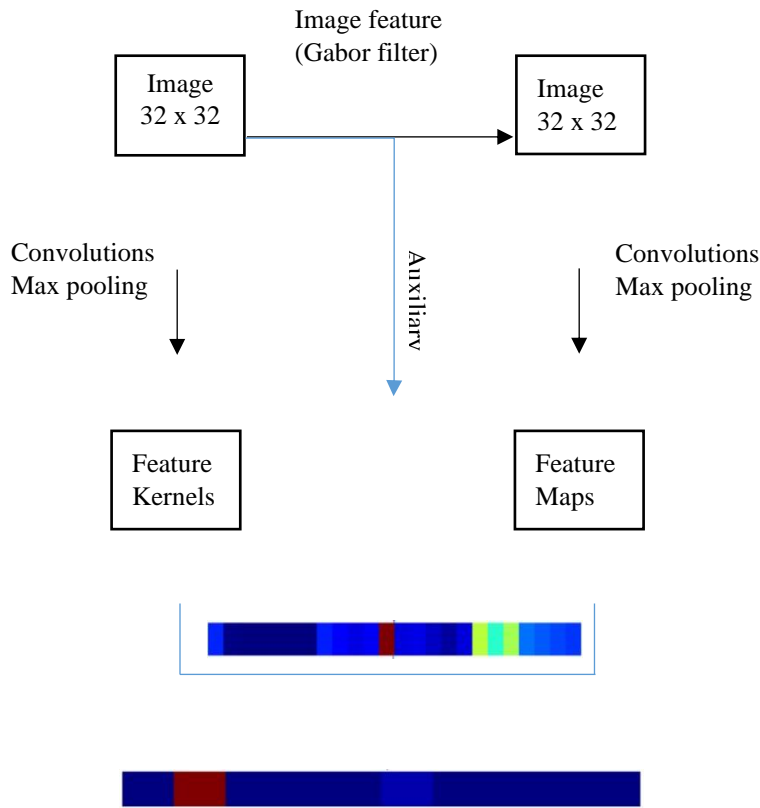 Image feature
(Gabor filter)
Image
32 x 32
Image
32 x 32
Convolutions
Max pooling
Auxiliary
Convolutions
Max pooling
Feature
Kernels
Feature
Maps